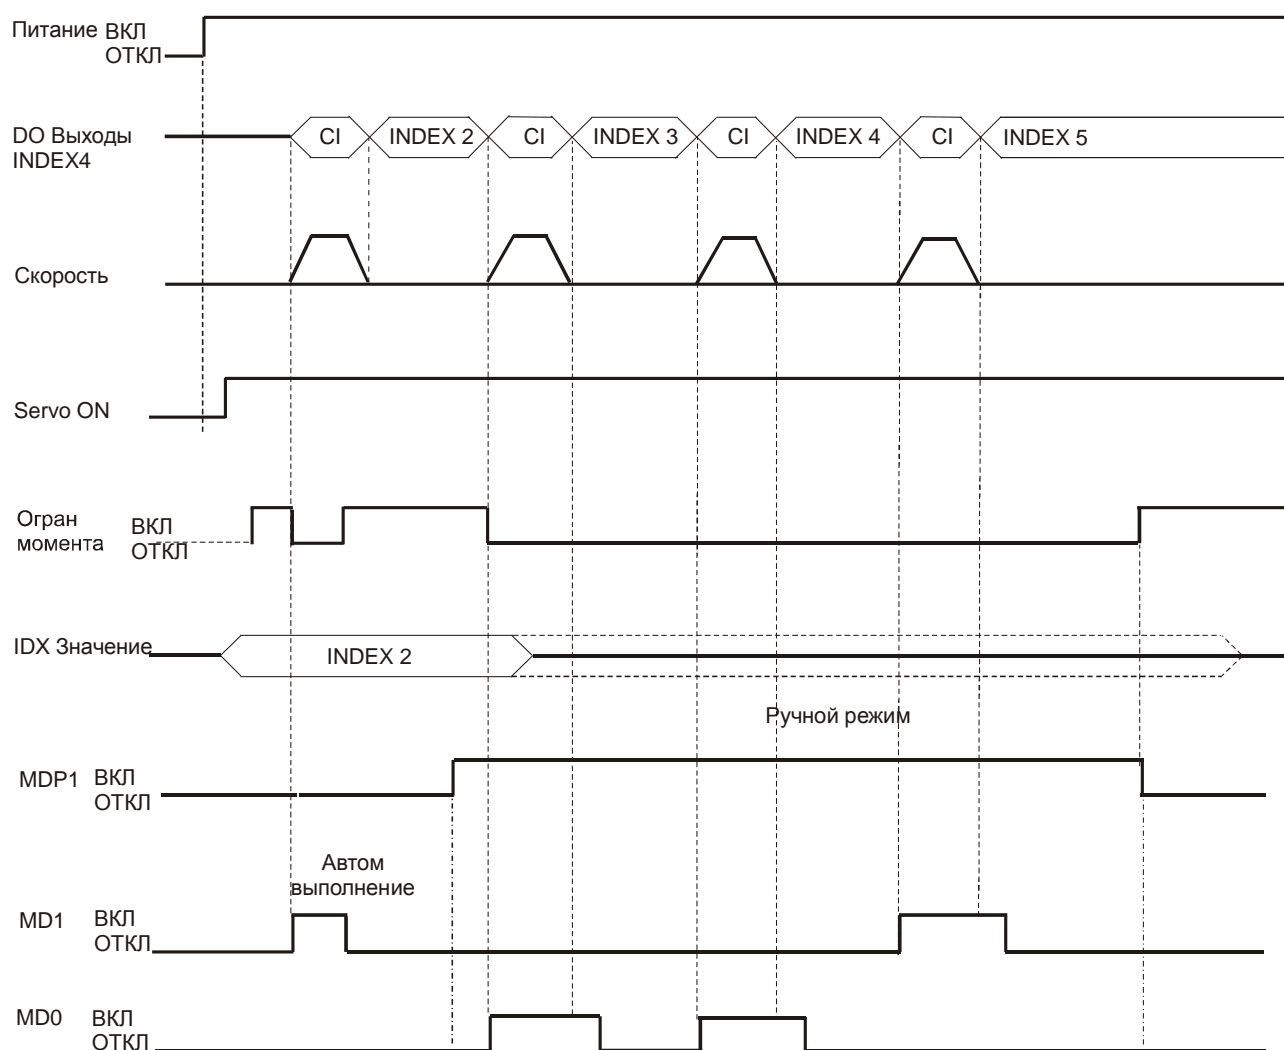 Питание ВКЛ
ОТКЛ
DO Выходы
INDEX4
CI INDEX 2 CI INDEX 3 CI INDEX 4 CI INDEX 5
Скорость
Servo ON
Огран
момента
ВКЛ
ОТКЛ
IDX Значение
INDEX 2
Ручной режим
MDP1 ВКЛ
ОТКЛ
Автом
выполнение
MD1 ВКЛ
ОТКЛ
MD0 ВКЛ
ОТКЛ